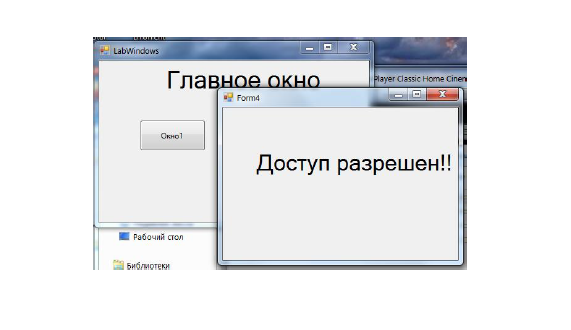 LabWindows
Главное окно
Player Classic Home Cinem
Form4
Окно1
Доступ разрешен!!
Рабочий стол
Библиотеки